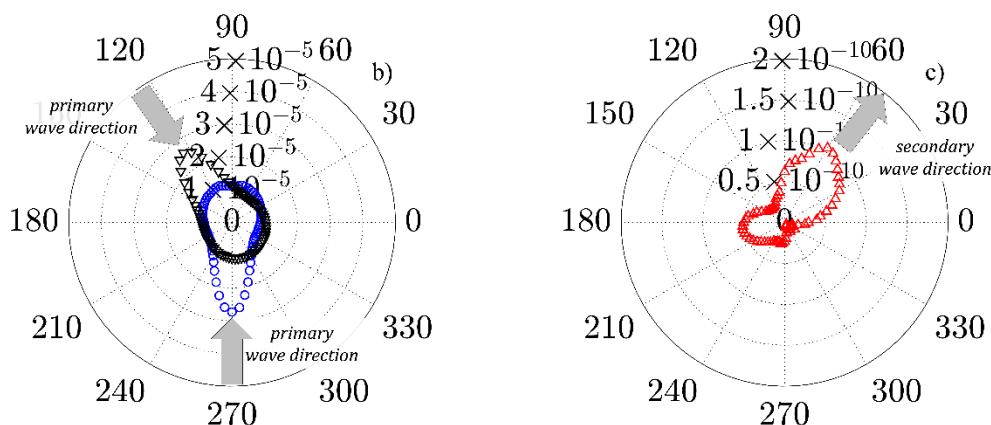 90
120
5 × 10⁻⁵
60
b)
4 × 10⁻⁵
30
3 × 10⁻⁵
2 × 10⁻⁵
10⁻⁵
primary
wave direction
180
0
0
210
330
240
300
270
primary
wave direction
90
120
2 × 10⁻¹⁰
60
c)
150
1.5 × 10⁻¹⁰
30
1 × 10⁻¹⁰
0.5 × 10⁻¹⁰
secondary
wave direction
180
0
0
210
330
240
300
270